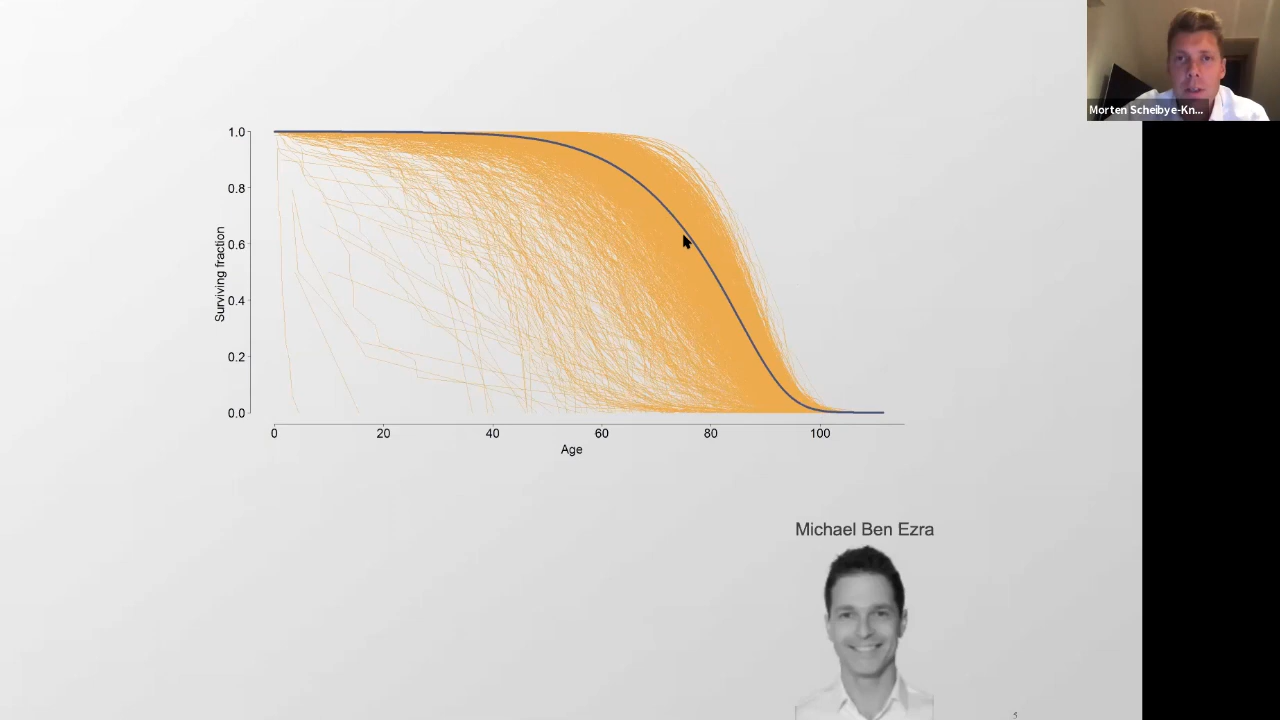 Morten Scheibye-Kn...
1.0
0.8
0.6
0.4
0.2
0.0
Surviving fraction
0 20 40 60 80 100
Age
Michael Ben Ezra
5